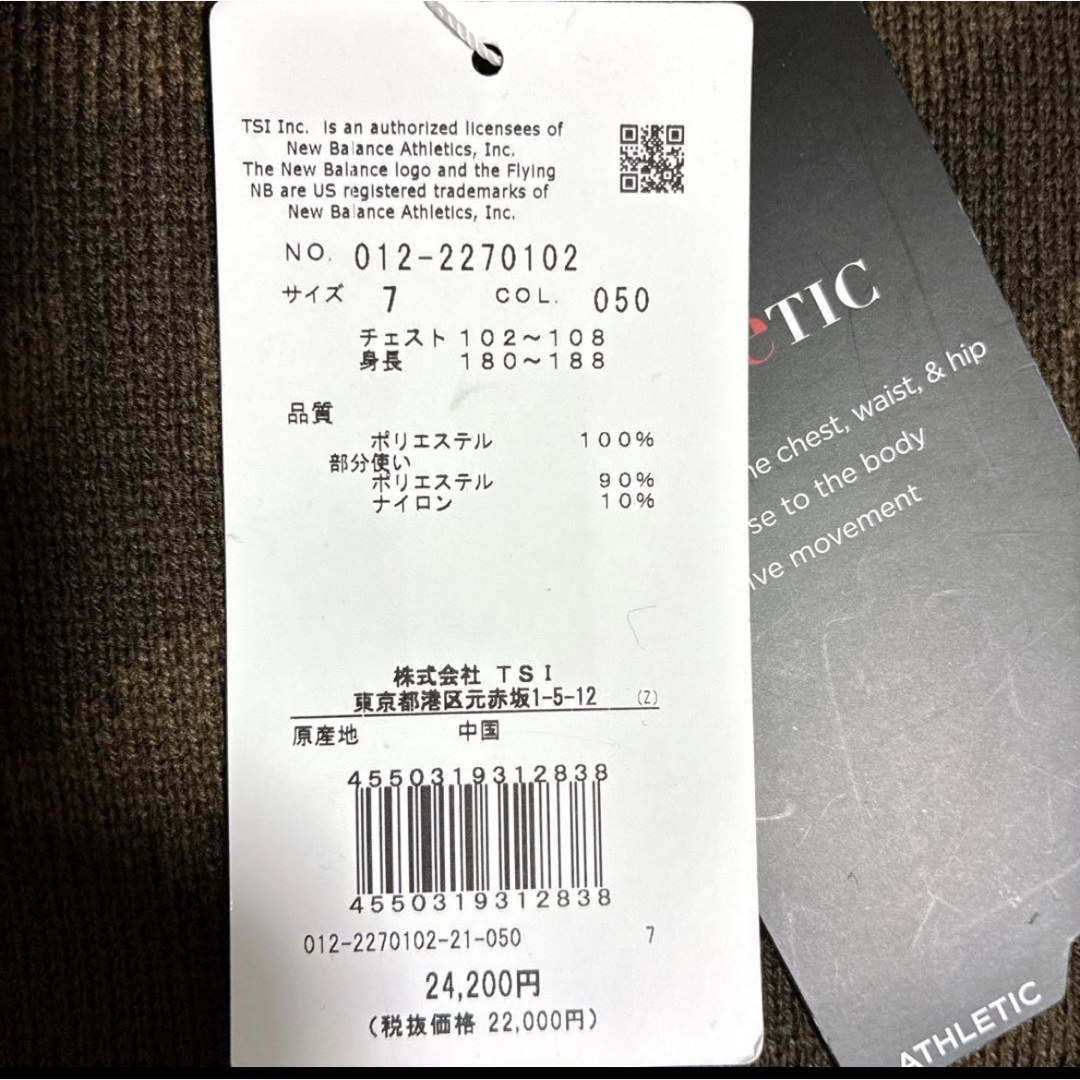 TSI Inc. is an authorized licensees of
New Balance Athletics, Inc.
The New Balance logo and the Flying
NB are US registered trademarks of
New Balance Athletics, Inc.
NO. 012-2270102
サイズ 7 COL. 050
チェスト 102～108
身長 180～188
品質
ポリエステル 100%
部分使い
ポリエステル 90%
ナイロン 10%
株式会社 TSI
東京都港区元赤坂1-5-12 (Z)
原産地 中国
4550319312838
4550319312838
012-2270102-21-050 7
24,200円
(税抜価格 22,000円)
eTIC
chest, waist, & hip
to the body
movement
ATHLETIC